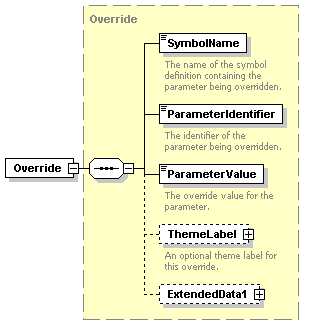 Override
SymbolName
The name of the symbol
definition containing the
parameter being overridden.
ParameterIdentifier
The identifier of the
parameter being overridden.
Override
ParameterValue
The override value for the
parameter.
ThemeLabel
An optional theme label for
this override.
ExtendedData1